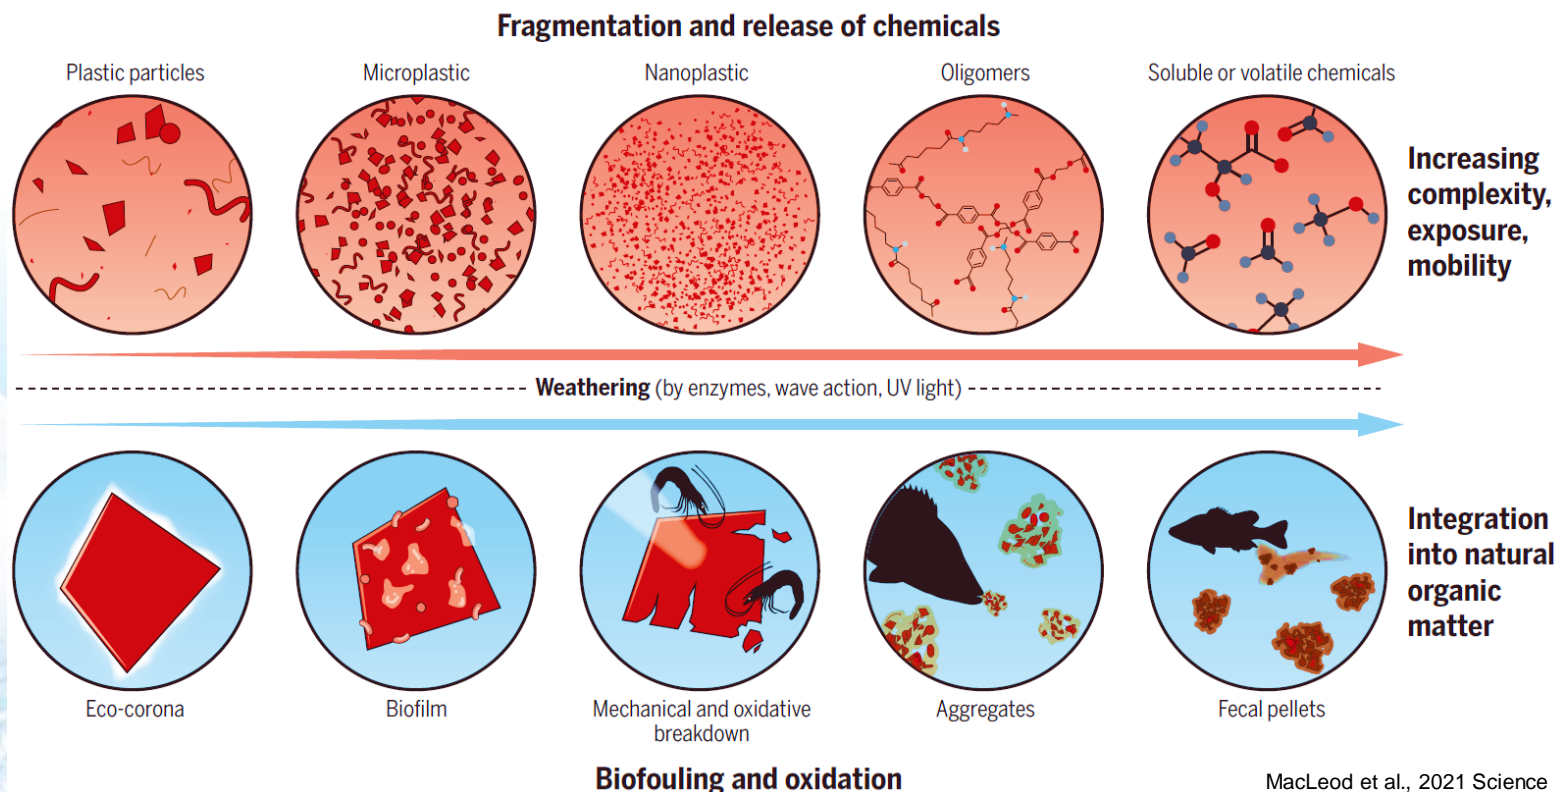 Fragmentation and release of chemicals
Plastic particles
Microplastic
Nanoplastic
Oligomers
Soluble or volatile chemicals
Increasing
complexity,
exposure,
mobility
Weathering (by enzymes, wave action, UV light)
Integration
into natural
organic
matter
Eco-corona
Biofilm
Mechanical and oxidative
breakdown
Aggregates
Fecal pellets
Biofouling and oxidation
MacLeod et al., 2021 Science